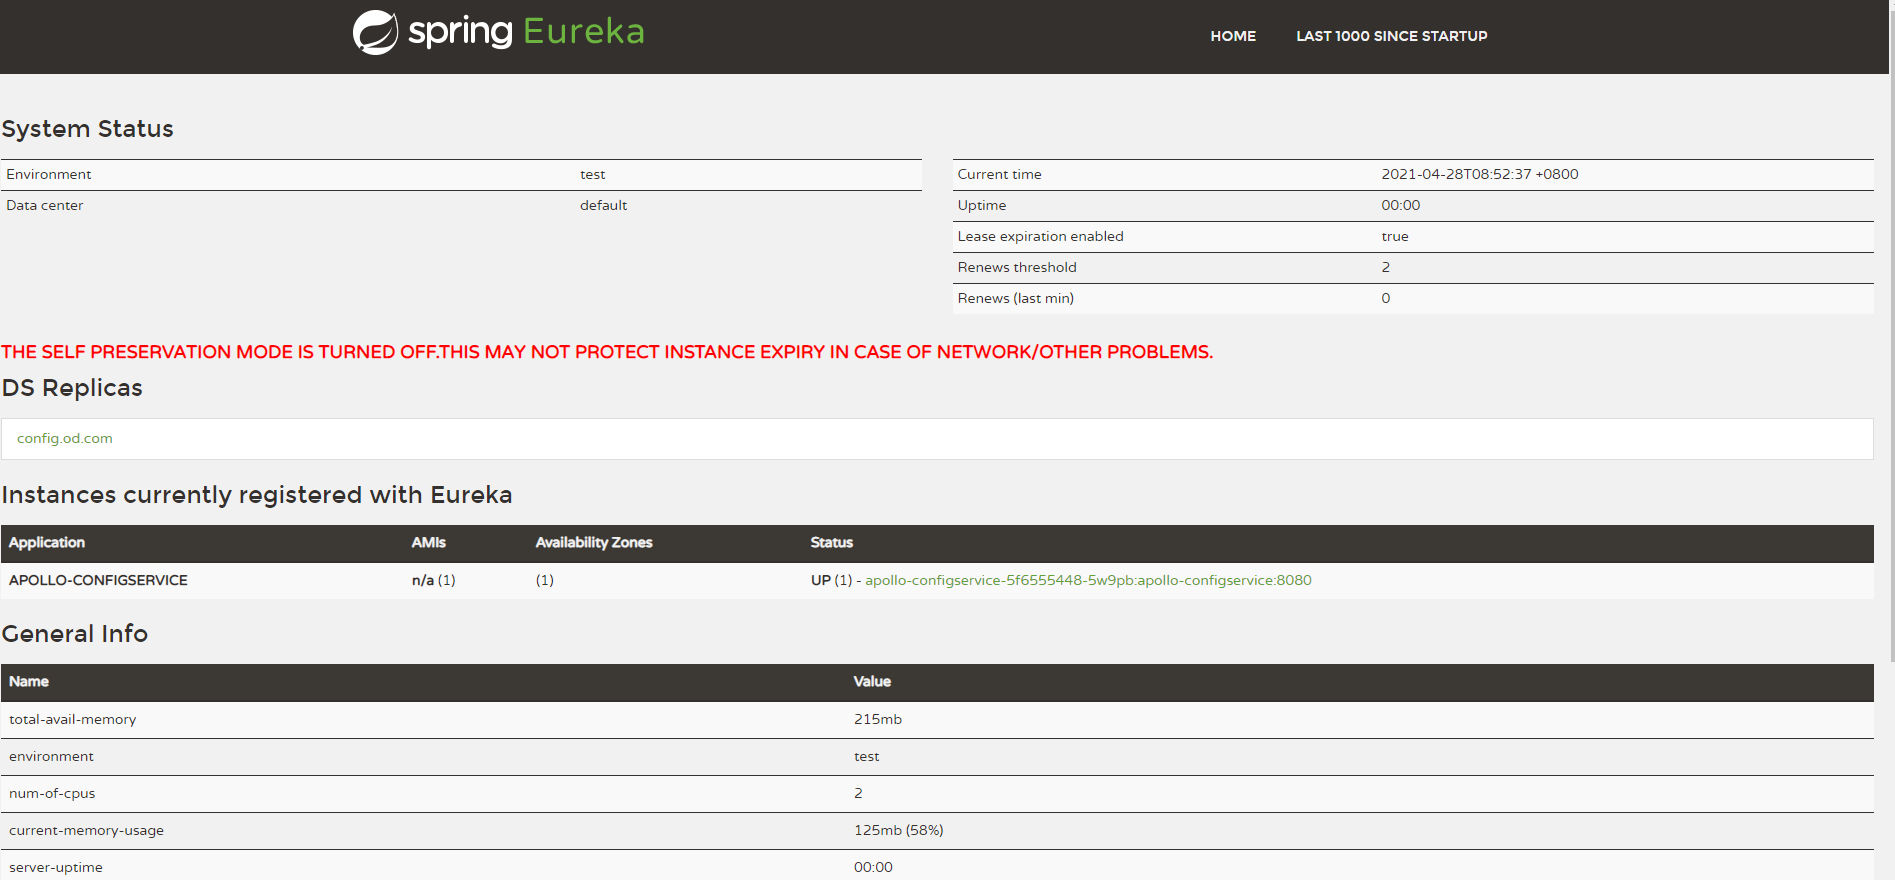 spring Eureka
HOME LAST 1000 SINCE STARTUP
System Status
Environment test
Data center default
Current time 2021-04-28T08:52:37 +0800
Uptime 00:00
Lease expiration enabled true
Renews threshold 2
Renews (last min) 0
THE SELF PRESERVATION MODE IS TURNED OFF.THIS MAY NOT PROTECT INSTANCE EXPIRY IN CASE OF NETWORK/OTHER PROBLEMS.
DS Replicas
config.od.com
Instances currently registered with Eureka
Application AMIs Availability Zones Status
APOLLO-CONFIGSERVICE n/a (1) (1) UP (1) - apollo-configservice-5f6555448-5w9pb:apollo-configservice:8080
General Info
Name Value
total-avail-memory 215mb
environment test
num-of-cpus 2
current-memory-usage 125mb (58%)
server-uptime 00:00